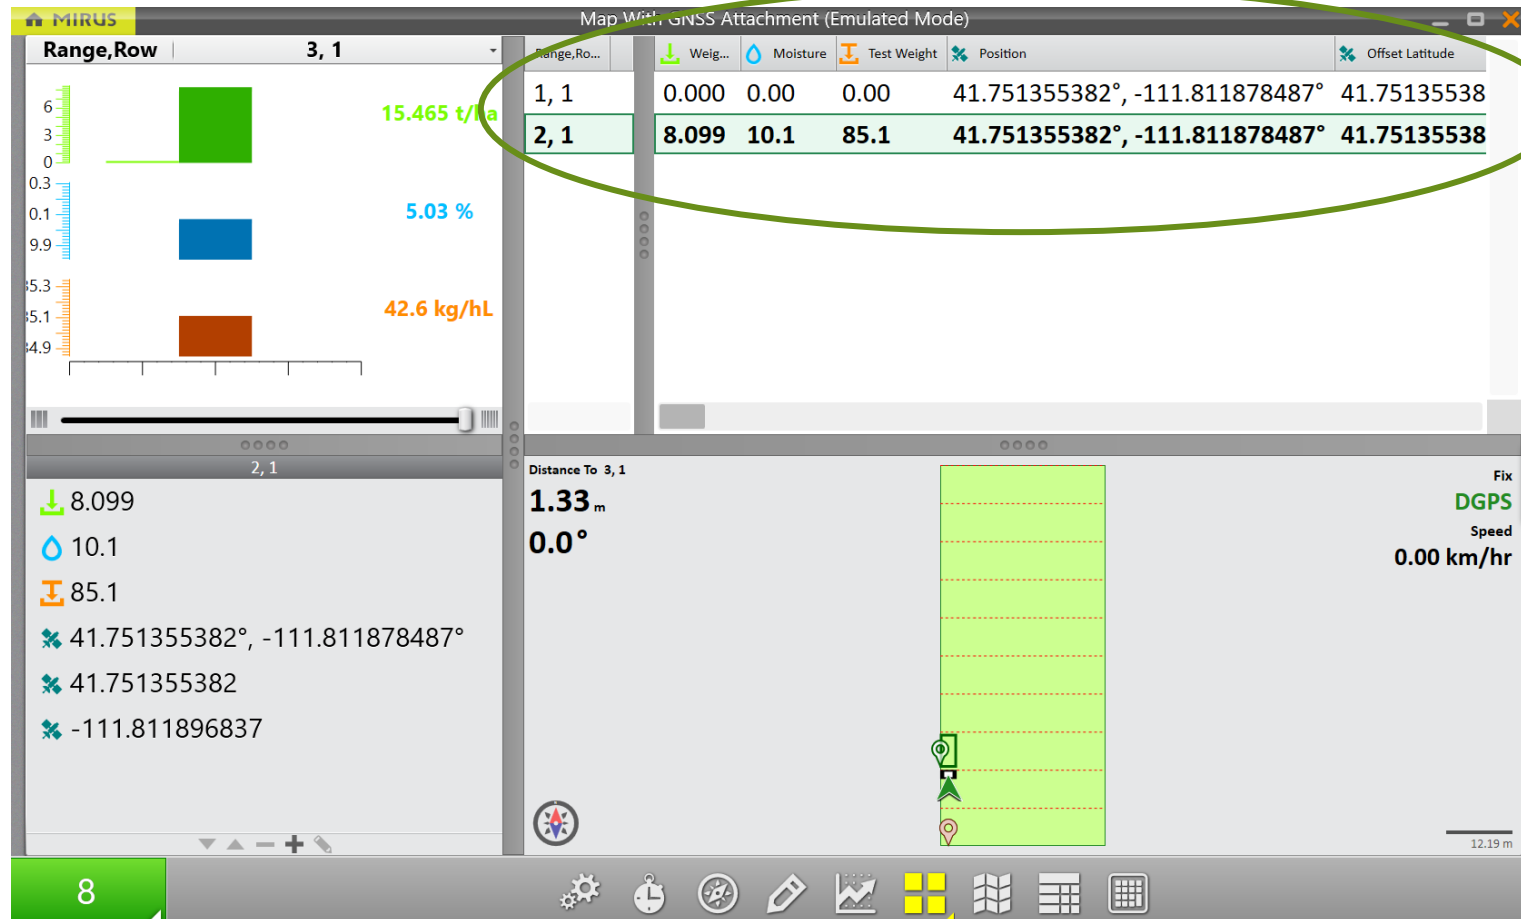 MIRUS
Map With GNSS Attachment (Emulated Mode)
Range,Row 3, 1
15.465 t/ha
6
3
0
5.03 %
0.3
0.1
9.9
42.6 kg/hL
5.3
5.1
4.9
Range,Ro... Weig... Moisture Test Weight Position Offset Latitude
1, 1 0.000 0.00 0.00 41.751355382°, -111.811878487° 41.75135538
2, 1 8.099 10.1 85.1 41.751355382°, -111.811878487° 41.75135538
2, 1
8.099
10.1
85.1
41.751355382°, -111.811878487°
41.751355382
-111.811896837
Distance To 3, 1
1.33 m
0.0°
Fix
DGPS
Speed
0.00 km/hr
12.19 m
8